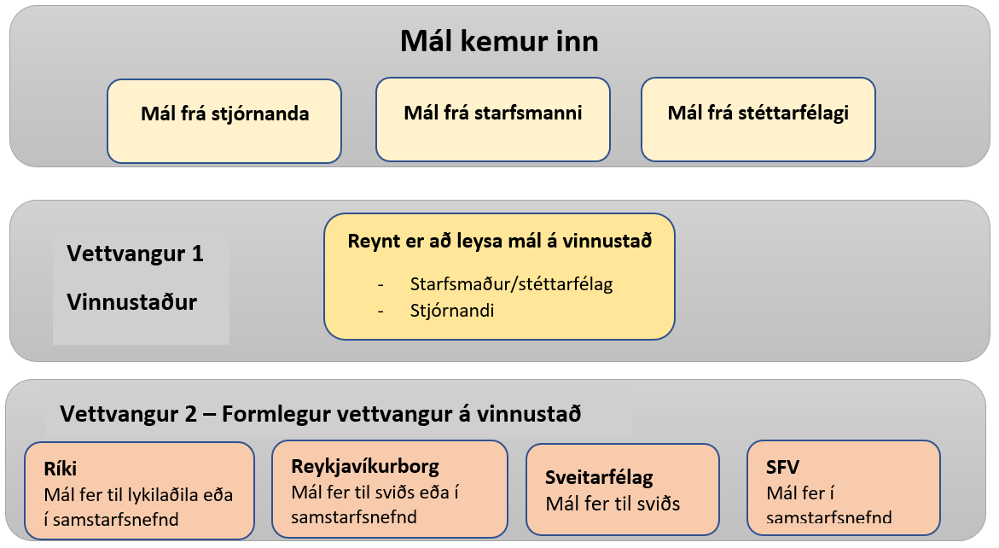 Mál kemur inn
Mál frá stjórnanda
Mál frá starfsmanni
Mál frá stéttarfélagi
Vettvangur 1
Vinnustaður
Reynt er að leysa mál á vinnustað
- Starfsmaður/stéttarfélag
- Stjórnandi
Vettvangur 2 – Formlegur vettvangur á vinnustað
Ríki
Mál fer til lykilaðila eða
í samstarfsnefnd
Reykjavíkurborg
Mál fer til sviðs eða í
samstarfsnefnd
Sveitarfélag
Mál fer til sviðs
SFV
Mál fer í
samstarfsnefnd